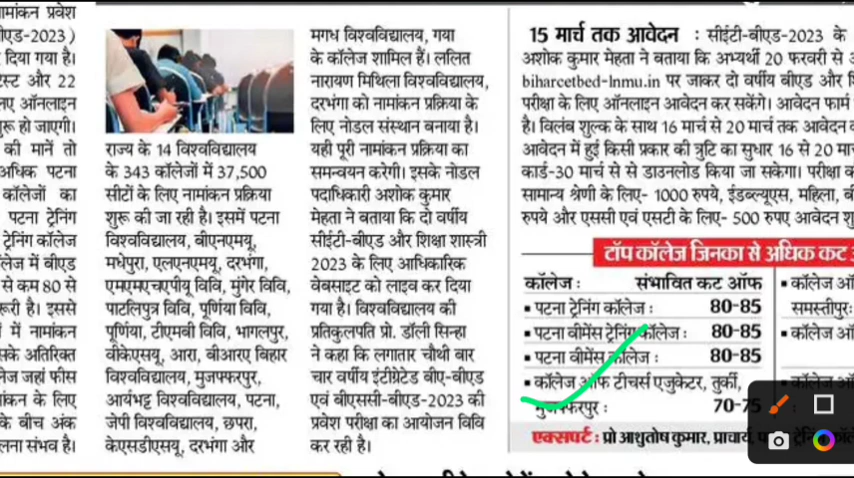 नामांकन प्रवेश
बीएड-2023)
दिया गया है।
टेस्ट और 22
ऑनलाइन
हो जाएगी।
की मानें तो
अधिक पटना
कॉलेजों का
पटना ट्रेनिंग
ट्रेनिंग कॉलेज
में बीएड
से कम 80 से
है। इससे
में नामांकन
अतिरिक्त
जहां फीस
के लिए
के बीच अंक
संभव है।
राज्य के 14 विश्वविद्यालय
के 343 कॉलेजों में 37,500
सीटों के लिए नामांकन प्रक्रिया
शुरू की जा रही है। इसमें पटना
विश्वविद्यालय, बीएनएमयू,
मधेपुरा, एलएनएमयू, दरभंगा,
एमएमएचएपीयू विवि, मुंगेर विवि,
पाटलिपुत्र विवि, पूर्णिया विवि,
पूर्णिया, टीएमबी विवि, भागलपुर,
वीकेएसयू, आरा, बीआरए बिहार
विश्वविद्यालय, मुजफ्फरपुर,
आर्यभट्ट विश्वविद्यालय, पटना,
जेपी विश्वविद्यालय, छपरा,
केएसडीएसयू, दरभंगा और
मगध विश्वविद्यालय, गया
के कॉलेज शामिल हैं। ललित
नारायण मिथिला विश्वविद्यालय,
दरभंगा को नामांकन प्रक्रिया के
लिए नोडल संस्थान बनाया है।
यही पूरी नामांकन प्रक्रिया का
समन्वयन करेगी। इसके नोडल
पदाधिकारी अशोक कुमार
मेहता ने बताया कि दो वर्षीय
सीईटी-बीएड और शिक्षा शास्त्री
2023 के लिए आधिकारिक
वेबसाइट को लाइव कर दिया
गया है। विश्वविद्यालय की
प्रतिकुलपति प्रो. डॉली सिन्हा
ने कहा कि लगातार चौथी बार
चार वर्षीय इंटीग्रेटेड बीए-बीएड
एवं बीएससी-बीएड-2023 की
प्रवेश परीक्षा का आयोजन विवि
कर रही है।
15 मार्च तक आवेदन : सीईटी-बीएड-2023 के
अशोक कुमार मेहता ने बताया कि अभ्यर्थी 20 फरवरी से
biharcetbed-lnmu.in पर जाकर दो वर्षीय बीएड और
परीक्षा के लिए ऑनलाइन आवेदन कर सकेंगे। आवेदन फार्म
है। विलंब शुल्क के साथ 16 मार्च से 20 मार्च तक आवेदन
आवेदन में हुई किसी प्रकार की त्रुटि का सुधार 16 से 20
कार्ड-30 मार्च से से डाउनलोड किया जा सकेगा। परीक्षा
सामान्य श्रेणी के लिए- 1000 रुपये, इडब्ल्यूएस, महिला,
रुपये और एससी एवं एसटी के लिए- 500 रुपए आवेदन
टॉप कॉलेज जिनका से अधिक कट
कॉलेज : संभावित कट ऑफ
▪ पटना ट्रेनिंग कॉलेज : 80-85
▪ पटना वीमेंस ट्रेनिंग कॉलेज : 80-85
▪ पटना वीमेंस कॉलेज : 80-85
▪ कॉलेज ऑफ टीचर्स एजुकेटर, तुर्की,
मुजफ्फरपुर : 70-75
▪ कॉलेज
समस्तीपुर:
▪ कॉलेज
एक्सपर्ट : प्रो आशुतोष कुमार, प्राचार्य,